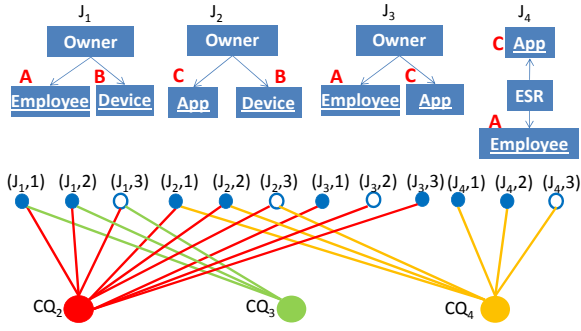 J1 J2 J3 J4
Owner Owner Owner App
C
A B C B A C
Employee Device App Device Employee App
ESR
A
Employee
(J1,1) (J1,2) (J1,3) (J2,1) (J2,2) (J2,3) (J3,1) (J3,2) (J3,3) (J4,1) (J4,2) (J4,3)
CQ2 CQ3 CQ4